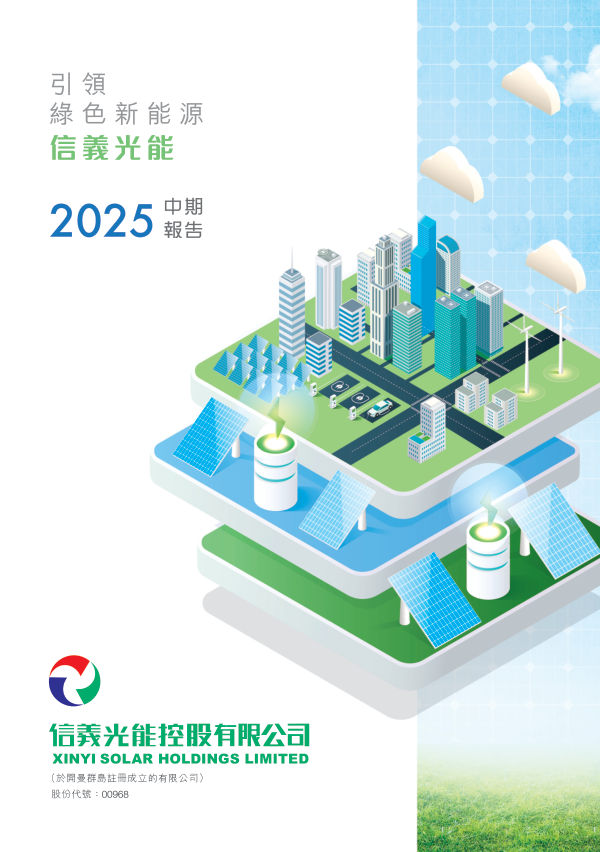 引領
綠色新能源
信義光能
2025 中期
報告
信義光能控股有限公司
XINYI SOLAR HOLDINGS LIMITED
（於開曼群島註冊成立的有限公司）
股份代號：00968